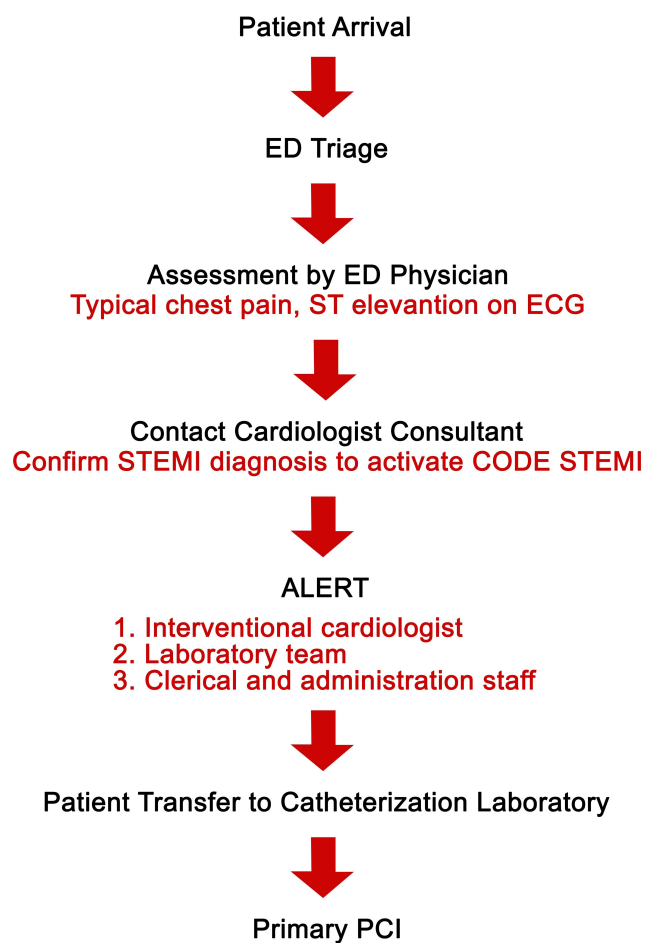 Patient Arrival
ED Triage
Assessment by ED Physician
Typical chest pain, ST elevantion on ECG
Contact Cardiologist Consultant
Confirm STEMI diagnosis to activate CODE STEMI
ALERT
1. Interventional cardiologist
2. Laboratory team
3. Clerical and administration staff
Patient Transfer to Catheterization Laboratory
Primary PCI